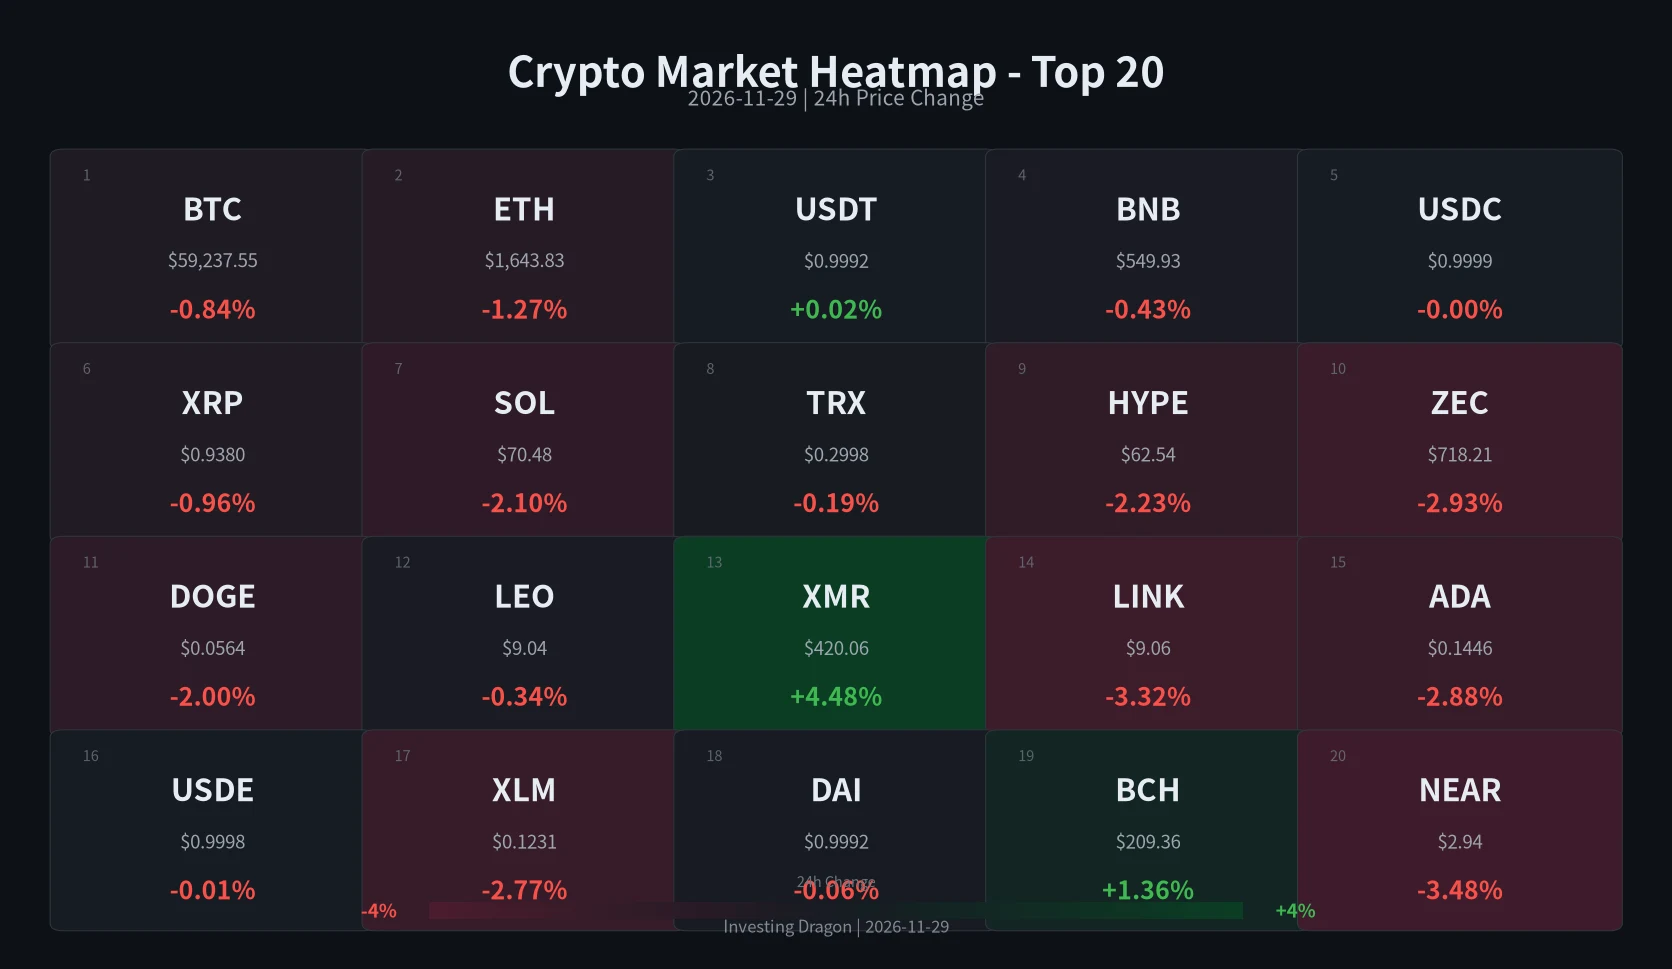 Crypto Market Heatmap - Top 20
2026-11-29 | 24h Price Change
1
BTC
$59,237.55
-0.84%
2
ETH
$1,643.83
-1.27%
3
USDT
$0.9992
+0.02%
4
BNB
$549.93
-0.43%
5
USDC
$0.9999
-0.00%
6
XRP
$0.9380
-0.96%
7
SOL
$70.48
-2.10%
8
TRX
$0.2998
-0.19%
9
HYPE
$62.54
-2.23%
10
ZEC
$718.21
-2.93%
11
DOGE
$0.0564
-2.00%
12
LEO
$9.04
-0.34%
13
XMR
$420.06
+4.48%
14
LINK
$9.06
-3.32%
15
ADA
$0.1446
-2.88%
16
USDE
$0.9998
-0.01%
17
XLM
$0.1231
-2.77%
18
DAI
$0.9992
-0.06%
19
BCH
$209.36
+1.36%
20
NEAR
$2.94
-3.48%
24h Change
-4%
+4%
Investing Dragon | 2026-11-29